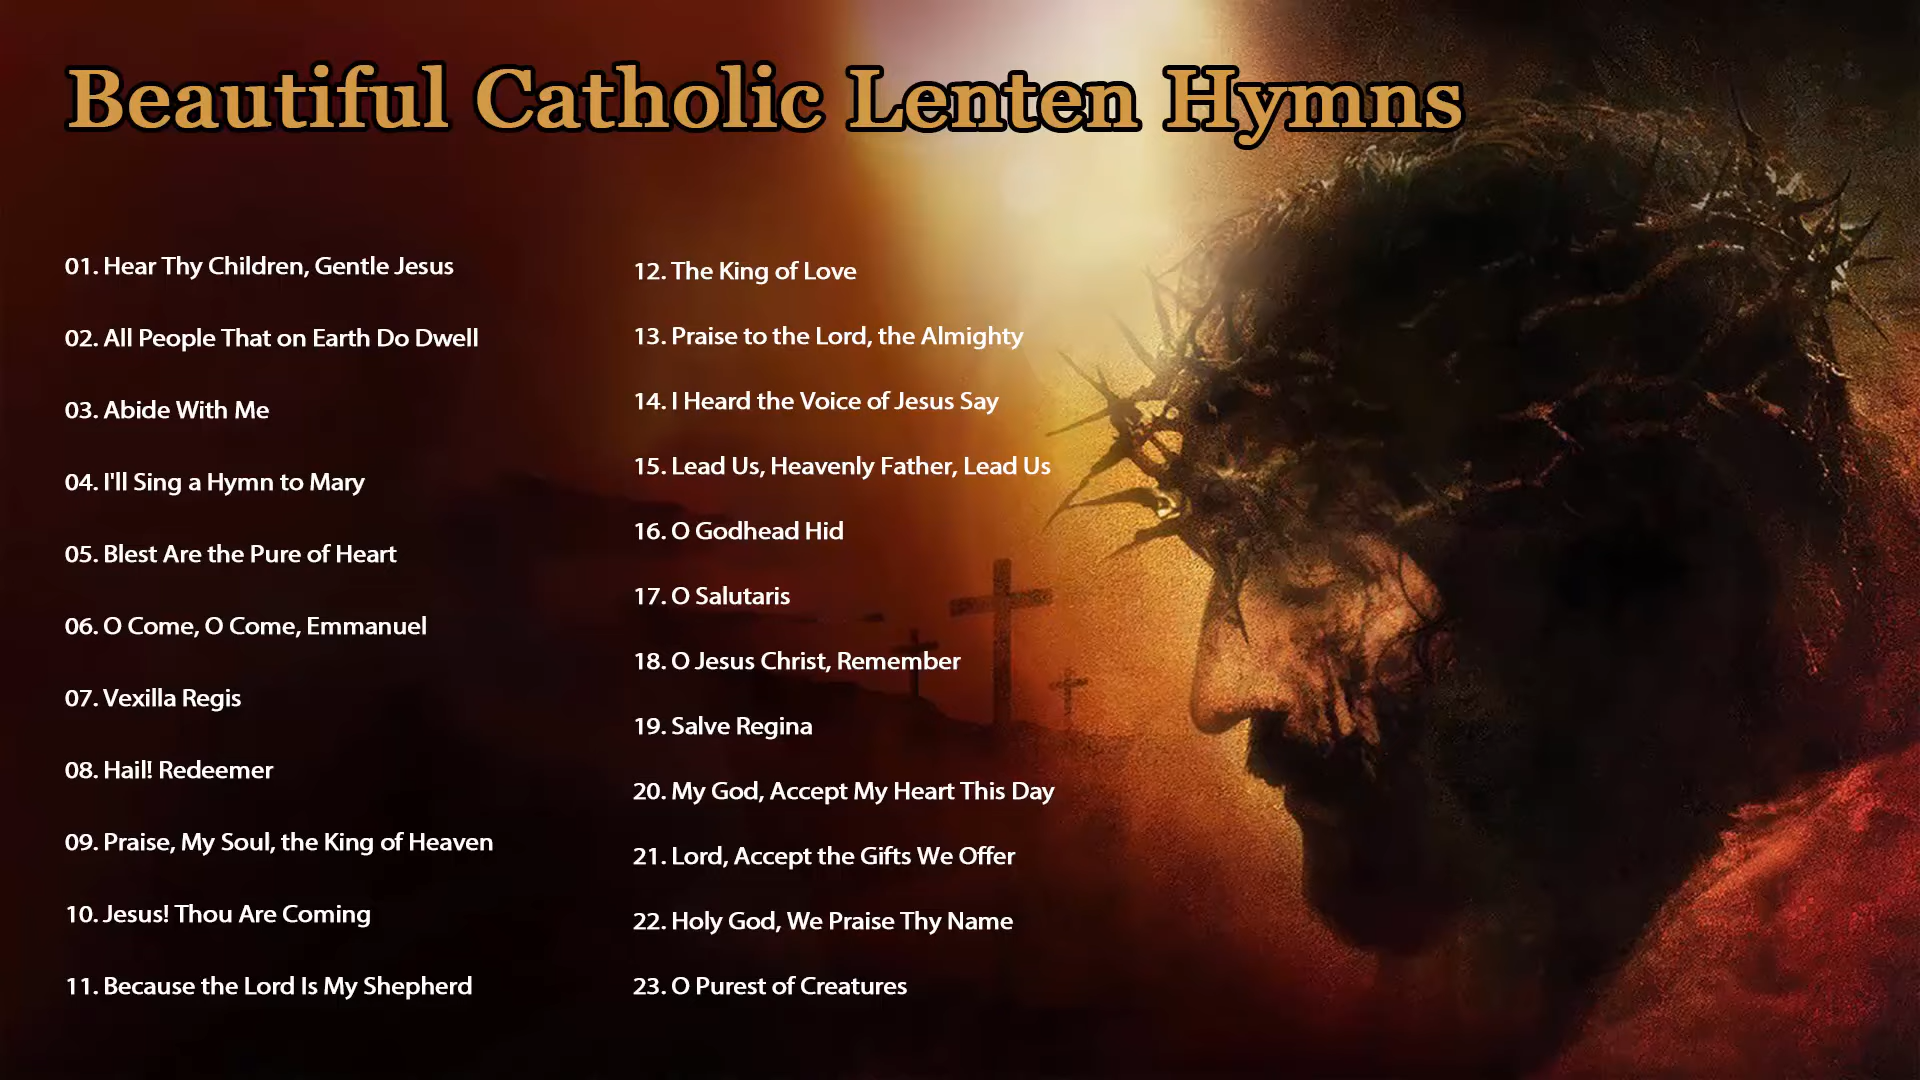 Beautiful Catholic Lenten Hymns
01. Hear Thy Children, Gentle Jesus
02. All People That on Earth Do Dwell
03. Abide With Me
04. I'll Sing a Hymn to Mary
05. Blest Are the Pure of Heart
06. O Come, O Come, Emmanuel
07. Vexilla Regis
08. Hail! Redeemer
09. Praise, My Soul, the King of Heaven
10. Jesus! Thou Are Coming
11. Because the Lord Is My Shepherd
12. The King of Love
13. Praise to the Lord, the Almighty
14. I Heard the Voice of Jesus Say
15. Lead Us, Heavenly Father, Lead Us
16. O Godhead Hid
17. O Salutaris
18. O Jesus Christ, Remember
19. Salve Regina
20. My God, Accept My Heart This Day
21. Lord, Accept the Gifts We Offer
22. Holy God, We Praise Thy Name
23. O Purest of Creatures